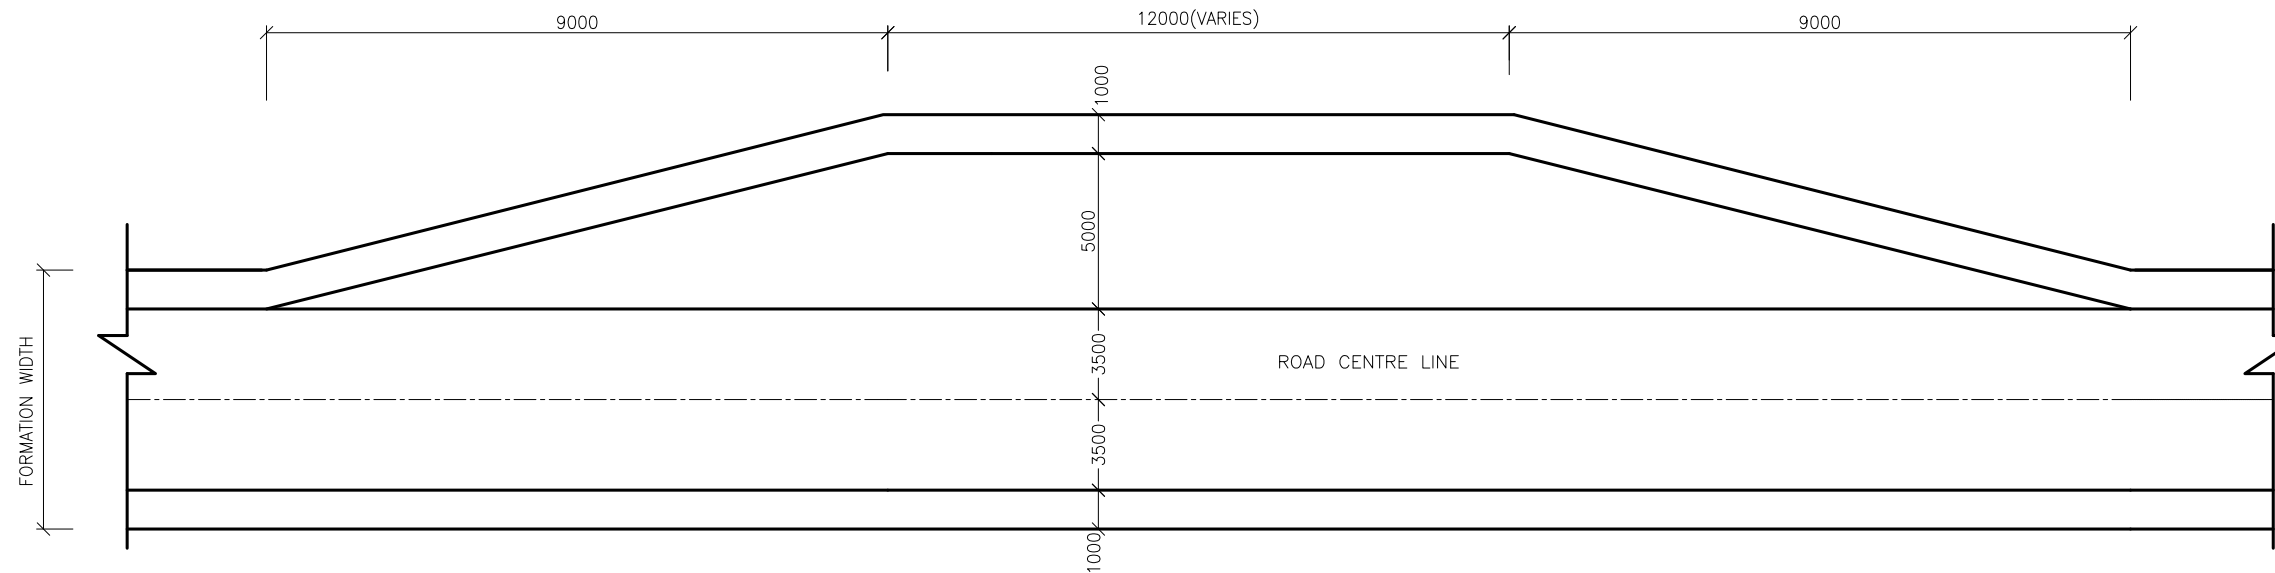 9000
12000(VARIES)
9000
1000
5000
3500
ROAD CENTRE LINE
FORMATION WIDTH
3500
1000